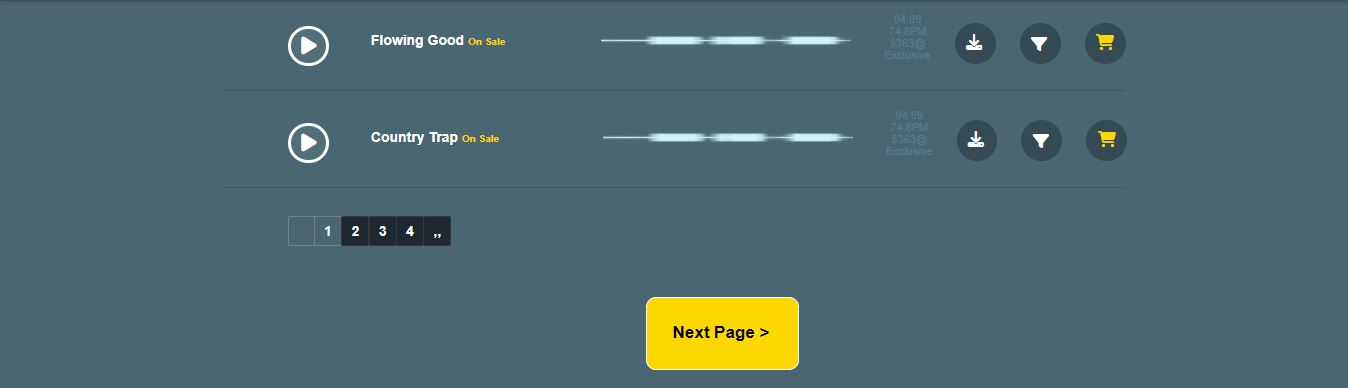 Flowing Good On Sale
04:09
74.8PM
$363@
Exclusive
Country Trap On Sale
04:09
74.8PM
$363@
Exclusive
1 2 3 4 ,,
Next Page >